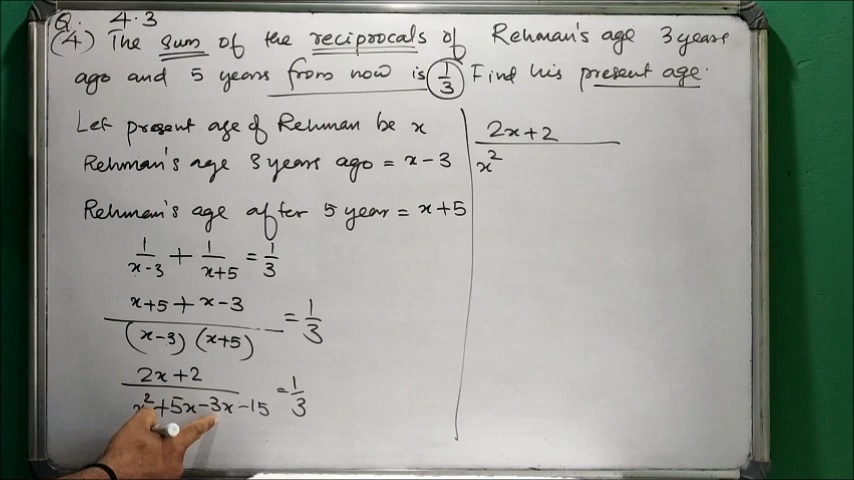 Q. 4.3
(4) The sum of the reciprocals of Rehman's age 3 years
ago and 5 years from now is 1/3 Find his present age.
Let present age of Rehman be x
Rehman's age 3 years ago = x-3
Rehman's age after 5 year = x+5
1/(x-3) + 1/(x+5) = 1/3
(x+5+x-3)/((x-3)(x+5)) = 1/3
(2x+2)/(x²+5x-3x-15) = 1/3
2x+2
x²